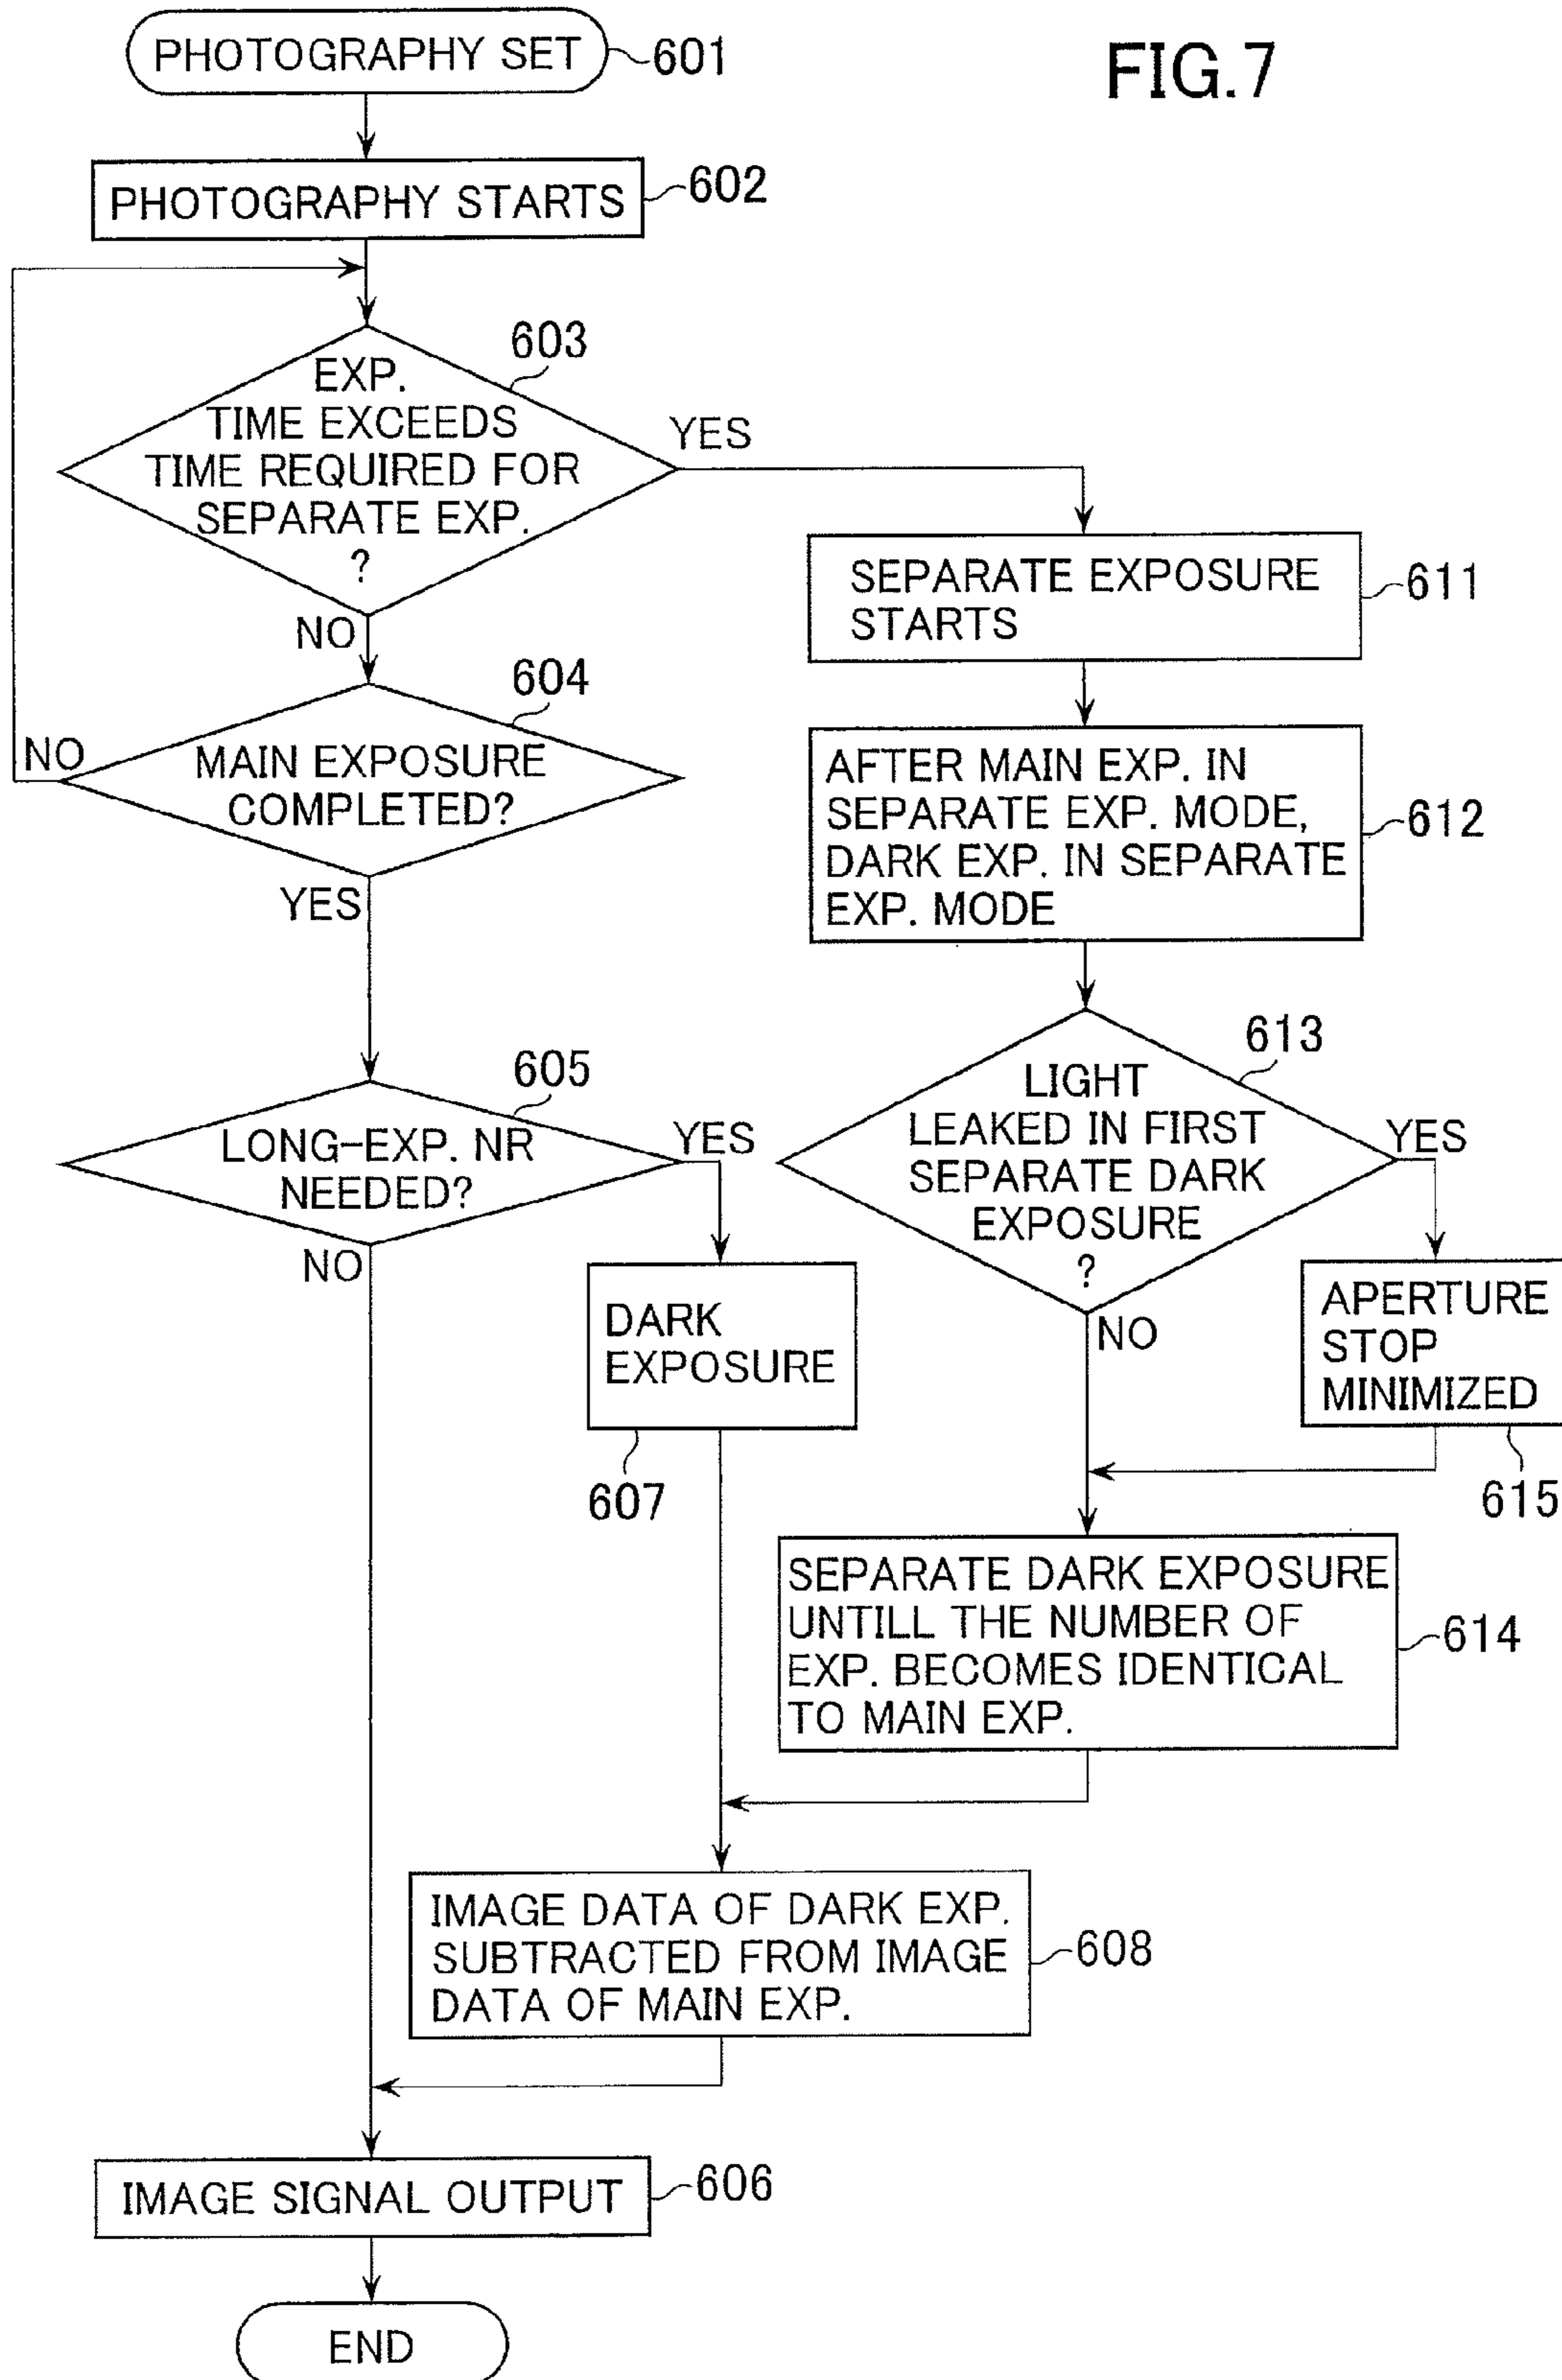 FIG.7
PHOTOGRAPHY SET
601
PHOTOGRAPHY STARTS
602
603
EXP.
TIME EXCEEDS
TIME REQUIRED FOR
SEPARATE EXP.
?
YES
NO
604
MAIN EXPOSURE
COMPLETED?
NO
YES
605
LONG-EXP. NR
NEEDED?
YES
NO
DARK
EXPOSURE
607
SEPARATE EXPOSURE
STARTS
611
AFTER MAIN EXP. IN
SEPARATE EXP. MODE,
DARK EXP. IN SEPARATE
EXP. MODE
612
613
LIGHT
LEAKED IN FIRST
SEPARATE DARK
EXPOSURE
?
YES
NO
APERTURE
STOP
MINIMIZED
615
SEPARATE DARK EXPOSURE
UNTILL THE NUMBER OF
EXP. BECOMES IDENTICAL
TO MAIN EXP.
614
IMAGE DATA OF DARK EXP.
SUBTRACTED FROM IMAGE
DATA OF MAIN EXP.
608
IMAGE SIGNAL OUTPUT
606
END